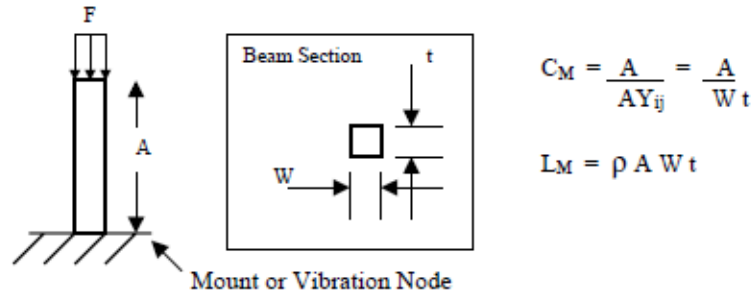 F
A
Beam Section
t
W
Mount or Vibration Node
C_M = A / AY_ij = A / W t
L_M = ρ A W t